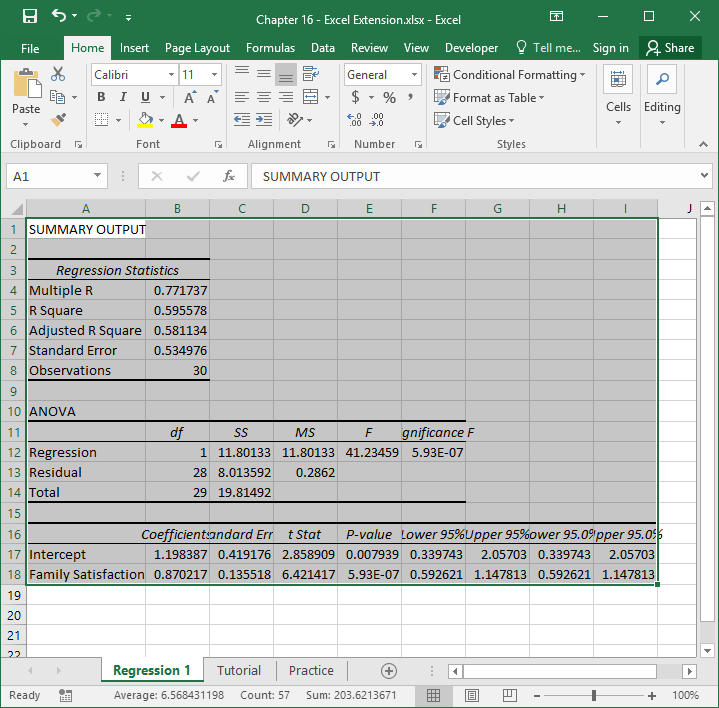 Chapter 16 - Excel Extension.xlsx - Excel
File Home Insert Page Layout Formulas Data Review View Developer Tell me... Sign in Share
Calibri 11 General Conditional Formatting
Paste B I U A A $ % , Format as Table Cells Editing
A .00 .00 Cell Styles
Clipboard Font Alignment Number Styles
A1 fx SUMMARY OUTPUT
A B C D E F G H I J
1 SUMMARY OUTPUT
2
3 Regression Statistics
4 Multiple R 0.771737
5 R Square 0.595578
6 Adjusted R Square 0.581134
7 Standard Error 0.534976
8 Observations 30
9
10 ANOVA
11 df SS MS F gnificance F
12 Regression 1 11.80133 11.80133 41.23459 5.93E-07
13 Residual 28 8.013592 0.2862
14 Total 29 19.81492
15
16 Coefficients andard Err t Stat P-value Lower 95% Upper 95% ower 95.0% pper 95.0%
17 Intercept 1.198387 0.419176 2.858909 0.007939 0.339743 2.05703 0.339743 2.05703
18 Family Satisfaction 0.870217 0.135518 6.421417 5.93E-07 0.592621 1.147813 0.592621 1.147813
19
20
21
22
Regression 1 Tutorial Practice
Ready Average: 6.568431198 Count: 57 Sum: 203.6213671 100%